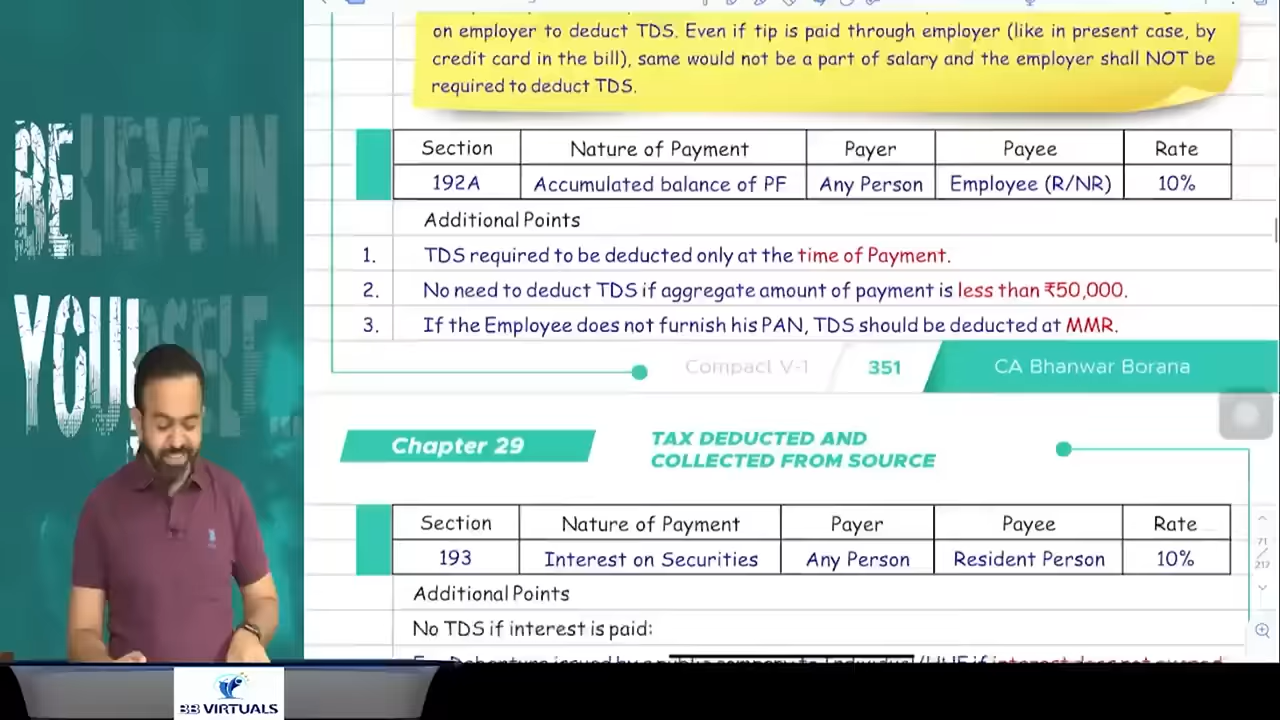 on employer to deduct TDS. Even if tip is paid through employer (like in present case, by
credit card in the bill), same would not be a part of salary and the employer shall NOT be
required to deduct TDS.
BELIEVE IN
YOURSELF
Section Nature of Payment Payer Payee Rate
192A Accumulated balance of PF Any Person Employee (R/NR) 10%
Additional Points
1. TDS required to be deducted only at the time of Payment.
2. No need to deduct TDS if aggregate amount of payment is less than ₹50,000.
3. If the Employee does not furnish his PAN, TDS should be deducted at MMR.
Compact V-1 351 CA Bhanwar Borana
Chapter 29
TAX DEDUCTED AND
COLLECTED FROM SOURCE
Section Nature of Payment Payer Payee Rate
193 Interest on Securities Any Person Resident Person 10%
71
217
Additional Points
No TDS if interest is paid:
BB VIRTUALS